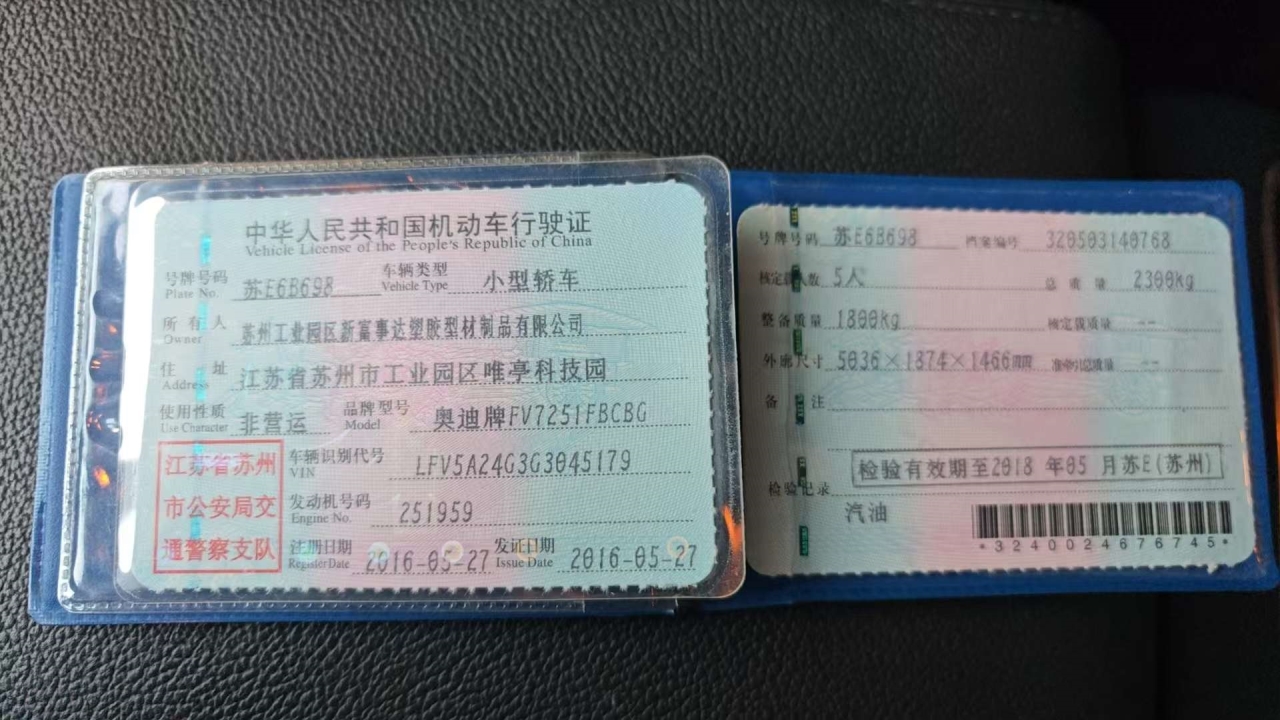 中华人民共和国机动车行驶证
Vehicle License of the People's Republic of China
号牌号码 苏E6B698 车辆类型 小型轿车
Plate No. Vehicle Type
所有人 苏州工业园区新富事达塑胶型材制品有限公司
Owner
住址 江苏省苏州市工业园区唯亭科技园
Address
使用性质 非营运 品牌型号 奥迪牌FV7251FBCBG
Use Character Model
江苏省苏州
市公安局交
通警察支队
车辆识别代号 LFV5A24G3G3045179
VIN
发动机号码 251959
Engine No.
注册日期 2016-05-27 发证日期 2016-05-27
Register Date Issue Date
号牌号码 苏E6B698 档案编号 320503140768
核定载人数 5人 总质量 2300kg
整备质量 1800kg 核定载质量 --
外廓尺寸 5036×1874×1466mm 准牵引总质量 --
备注
检验有效期至2018 年05 月苏E(苏州)
检验记录
汽油
*3240024676745*